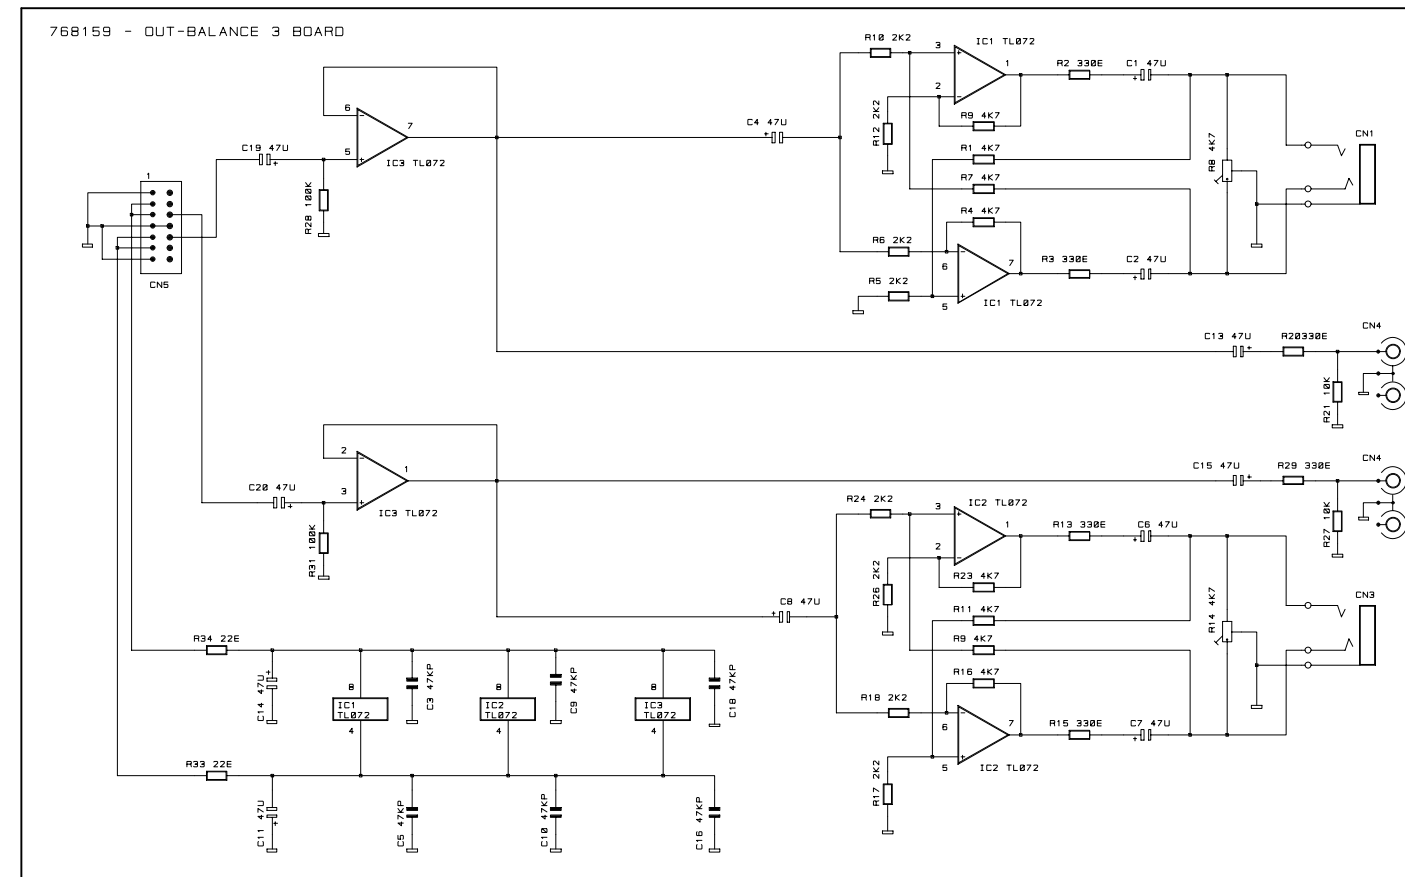 768159 - OUT-BALANCE 3 BOARD
R10 2K2
3
IC1 TL072
1
R2 330E
C1 47U
+
2
R12 2K2
R9 4K7
6
7
C4 47U
CN1
C19 47U
5
IC3 TL072
R1 4K7
R8 4K7
1
R7 4K7
R28 100K
R4 4K7
R6 2K2
6
7
R3 330E
C2 47U
CN5
R5 2K2
5
IC1 TL072
C13 47U
R20330E
CN4
R21 10K
2
1
C15 47U
R29 330E
CN4
C20 47U
3
IC3 TL072
R24 2K2
3
IC2 TL072
1
R13 330E
C6 47U
R27 10K
R31 100K
2
R26 2K2
R23 4K7
C8 47U
R11 4K7
R14 4K7
CN3
R34 22E
R9 4K7
R16 4K7
C14 47U
8
IC1
TL072
4
C3 47KP
8
IC2
TL072
4
C9 47KP
8
IC3
TL072
4
C18 47KP
R18 2K2
6
7
R15 330E
C7 47U
R33 22E
5
IC2 TL072
R17 2K2
C11 47U
C5 47KP
C10 47KP
C16 47KP